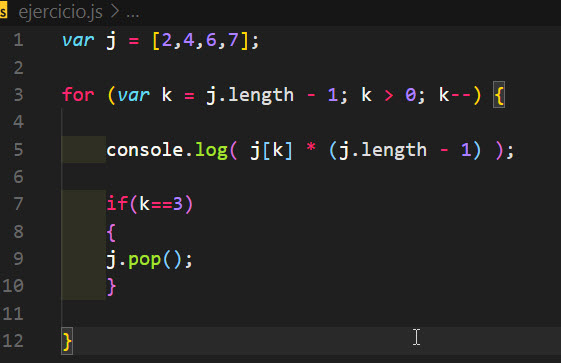 JS ejercicio.js > ...
1 var j = [2,4,6,7];
2
3 for (var k = j.length - 1; k > 0; k--) {
4
5 console.log( j[k] * (j.length - 1) );
6
7 if(k==3)
8 {
9 j.pop();
10 }
11
12 }